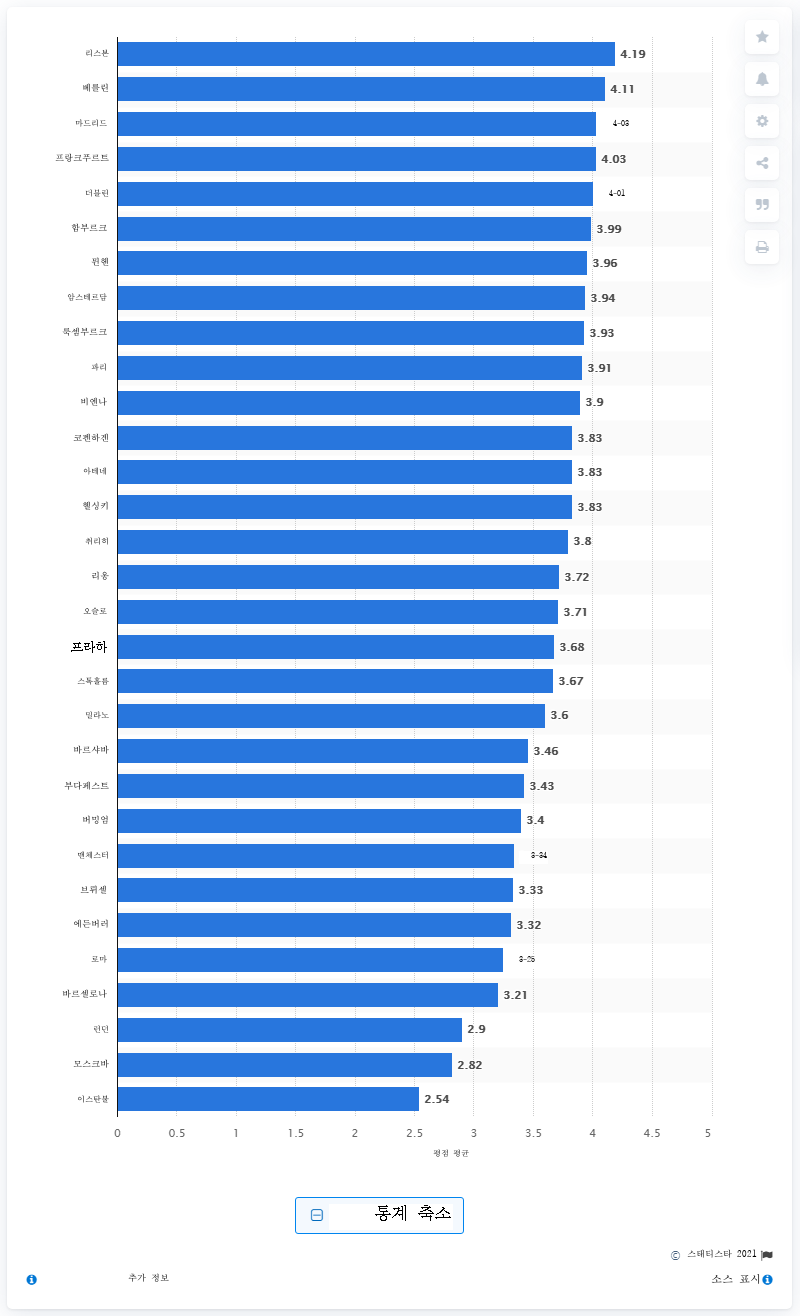 리스본 4.19
베를린 4.11
마드리드 4-03
프랑크푸르트 4.03
더블린 4-01
함부르크 3.99
뮌헨 3.96
암스테르담 3.94
룩셈부르크 3.93
파리 3.91
비엔나 3.9
코펜하겐 3.83
아테네 3.83
헬싱키 3.83
취리히 3.8
리옹 3.72
오슬로 3.71
프라하 3.68
스톡홀름 3.67
밀라노 3.6
바르샤바 3.46
부다페스트 3.43
버밍엄 3.4
맨체스터 3-34
브뤼셀 3.33
에든버러 3.32
로마 3-25
바르셀로나 3.21
런던 2.9
모스크바 2.82
이스탄불 2.54
0 0.5 1 1.5 2 2.5 3 3.5 4 4.5 5
평점 평균
통계 축소
© 스태티스타 2021
추가 정보 소스 표시